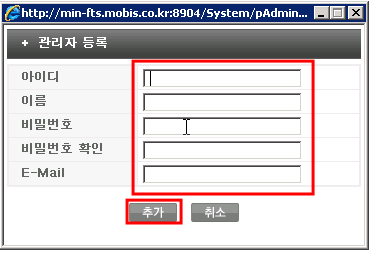 http://min-fts.mobis.co.kr:8904/System/pAdmin...
+ 관리자 등록
아이디
이름
비밀번호
비밀번호 확인
E-Mail
추가 취소